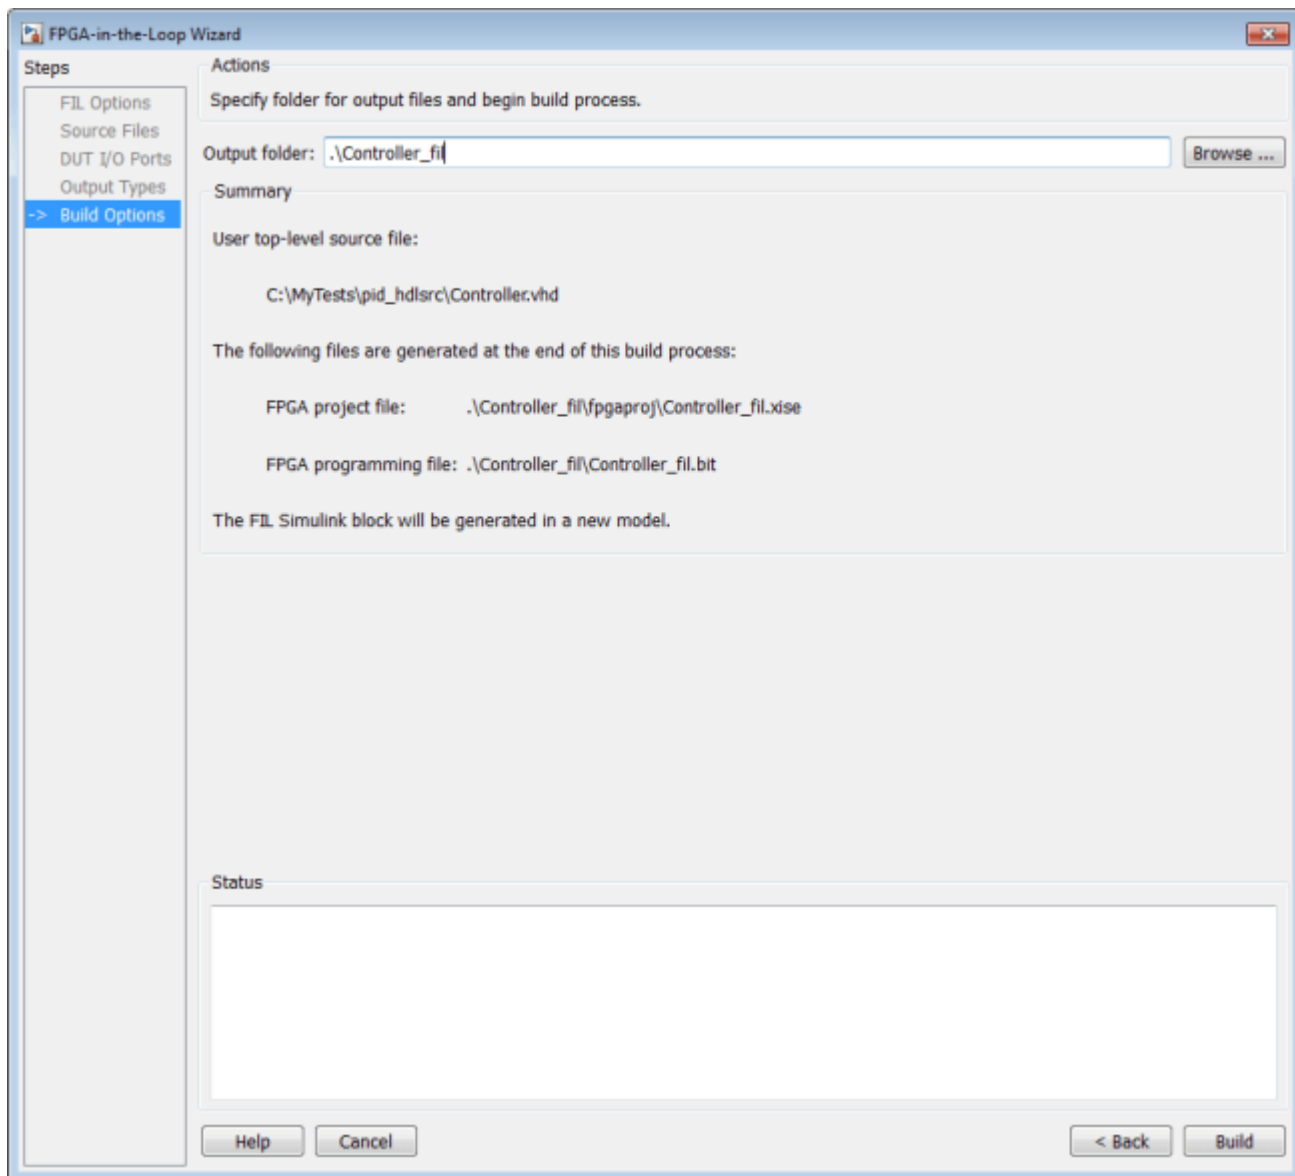 FPGA-in-the-Loop Wizard
Steps
FIL Options
Source Files
DUT I/O Ports
Output Types
-> Build Options
Actions
Specify folder for output files and begin build process.
Output folder: .\Controller_fil Browse ...
Summary
User top-level source file:
C:\MyTests\pid_hdlsrc\Controller.vhd
The following files are generated at the end of this build process:
FPGA project file: .\Controller_fil\fpgaproj\Controller_fil.xise
FPGA programming file: .\Controller_fil\Controller_fil.bit
The FIL Simulink block will be generated in a new model.
Status
Help Cancel < Back Build